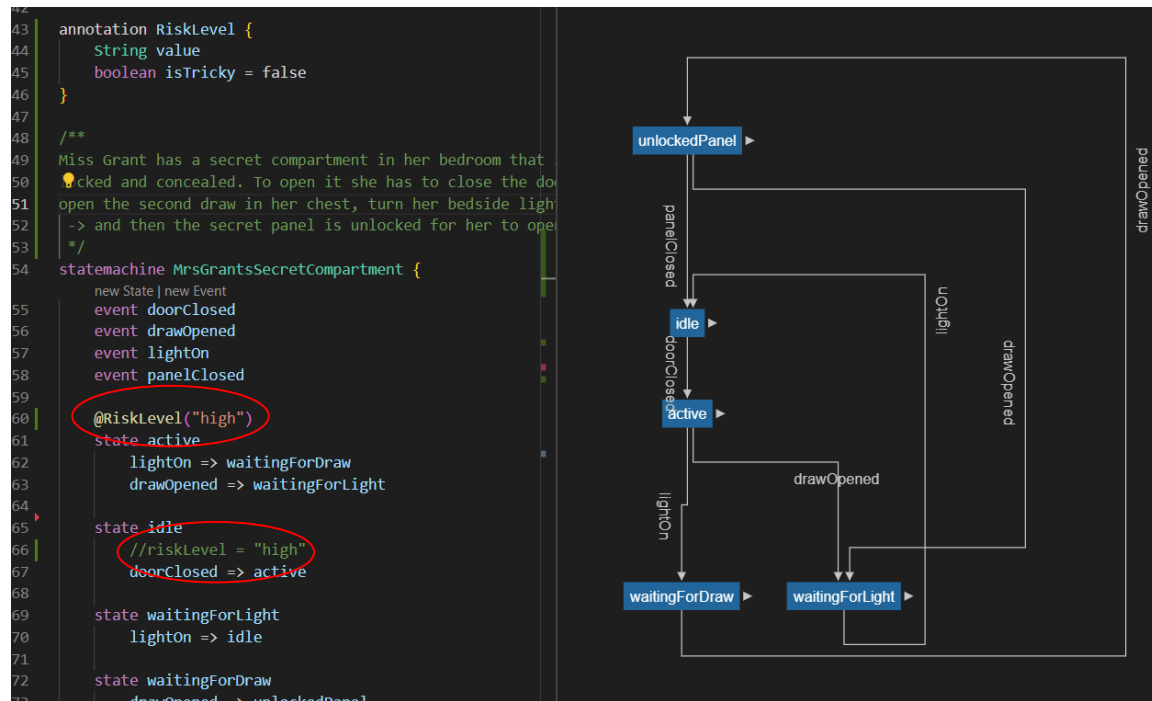 42
43 annotation RiskLevel {
44 String value
45 boolean isTricky = false
46 }
47
48 /**
49 Miss Grant has a secret compartment in her bedroom that
50 cked and concealed. To open it she has to close the do
51 open the second draw in her chest, turn her bedside ligh
52 -> and then the secret panel is unlocked for her to ope
53 */
54 statemachine MrsGrantsSecretCompartment {
new State | new Event
55 event doorClosed
56 event drawOpened
57 event lightOn
58 event panelClosed
59
60 @RiskLevel("high")
61 state active
62 lightOn => waitingForDraw
63 drawOpened => waitingForLight
64
65 state idle
66 //riskLevel = "high"
67 doorClosed => active
68
69 state waitingForLight
70 lightOn => idle
71
72 state waitingForDraw
73 drawOpened => unlockedPanel
unlockedPanel
drawOpened
panelClosed
lightOn
idle
doorClosed
drawOpened
active
drawOpened
lightOn
waitingForDraw
waitingForLight